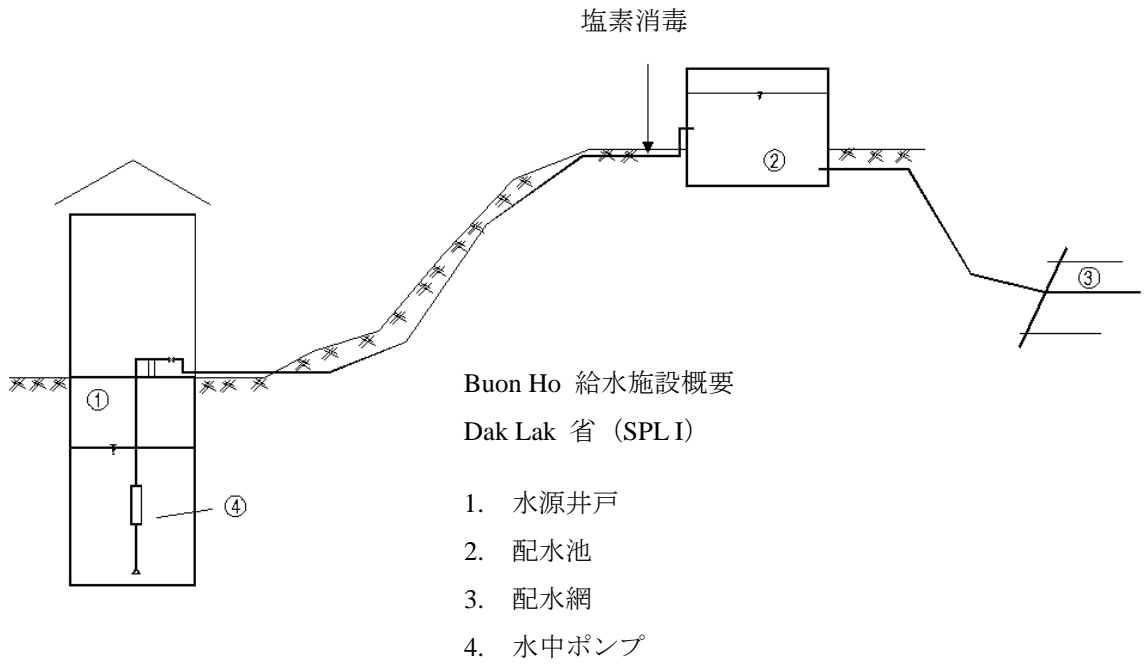 塩素消毒
②
③
①
④
Buon Ho 給水施設概要
Dak Lak 省（SPL I）
1. 水源井戸
2. 配水池
3. 配水網
4. 水中ポンプ